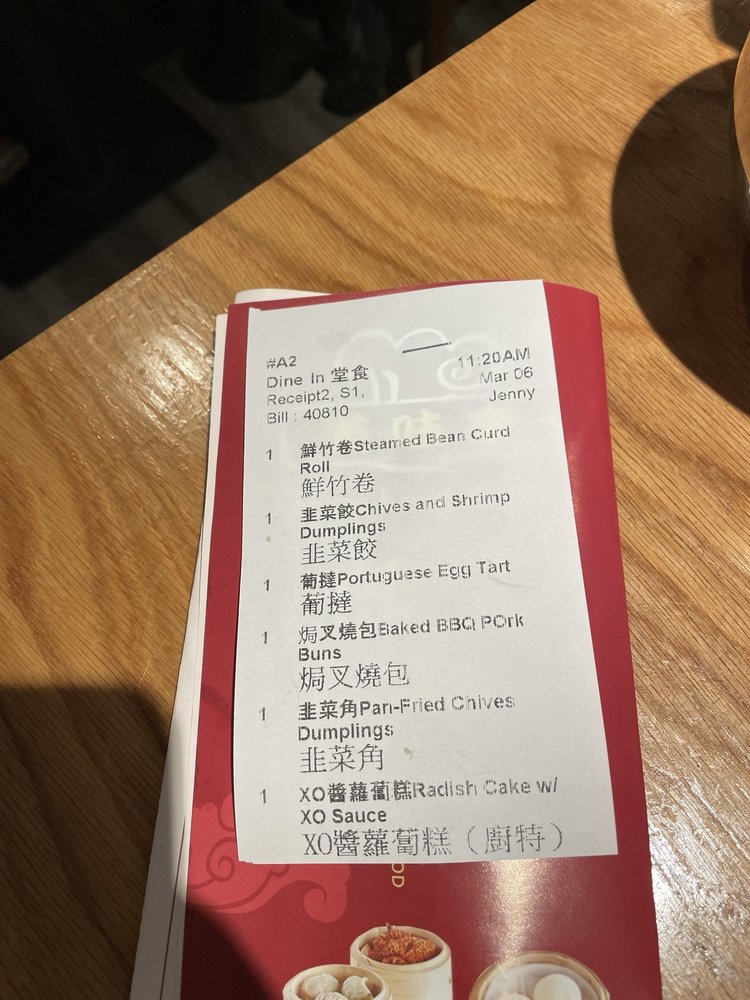 #A2
11:20AM
Dine In 堂食
Mar 06
Receipt2, S1,
Jenny
Bill : 40810
1 鮮竹卷Steamed Bean Curd
Roll
鮮竹卷
1 韭菜餃Chives and Shrimp
Dumplings
韭菜餃
1 葡撻Portuguese Egg Tart
葡撻
1 焗叉燒包Baked BBQ POrk
Buns
焗叉燒包
1 韭菜角Pan-Fried Chives
Dumplings
韭菜角
1 XO醬蘿蔔糕Radish Cake w/
XO Sauce
XO醬蘿蔔糕（廚特）
OD